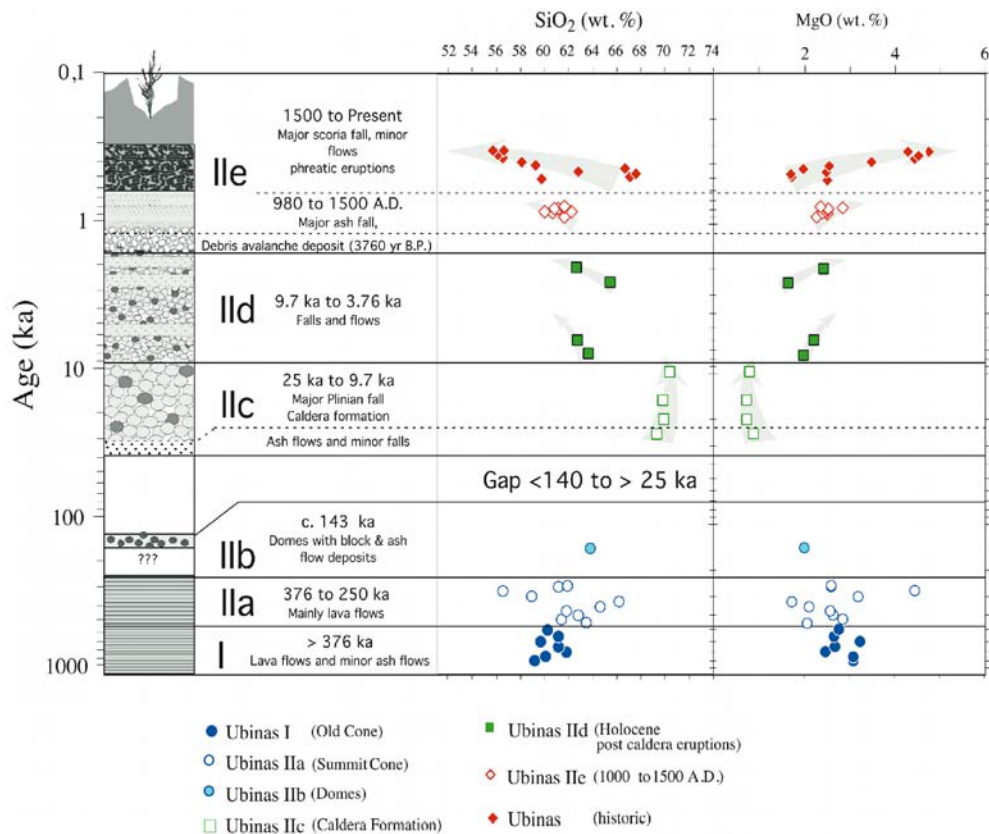 SiO2 (wt. %)
MgO (wt. %)
52 54 56 58 60 62 64 66 68 70 72 74
2 4 6
0,1
1
10
100
1000
Age (ka)
IIe
1500 to Present
Major scoria fall, minor
flows
phreatic eruptions
980 to 1500 A.D.
Major ash fall,
Debris avalanche deposit (3760 yr B.P.)
IId
9.7 ka to 3.76 ka
Falls and flows
IIc
25 ka to 9.7 ka
Major Plinian fall
Caldera formation
Ash flows and minor falls
Gap <140 to > 25 ka
???
IIb
c. 143 ka
Domes with block & ash
flow deposits
IIa
376 to 250 ka
Mainly lava flows
I
> 376 ka
Lava flows and minor ash flows
Ubinas I (Old Cone)
Ubinas IIa (Summit Cone)
Ubinas IIb (Domes)
Ubinas IIc (Caldera Formation)
Ubinas IId (Holocene
post caldera eruptions)
Ubinas IIc (1000 to1500 A.D.)
Ubinas (historic)